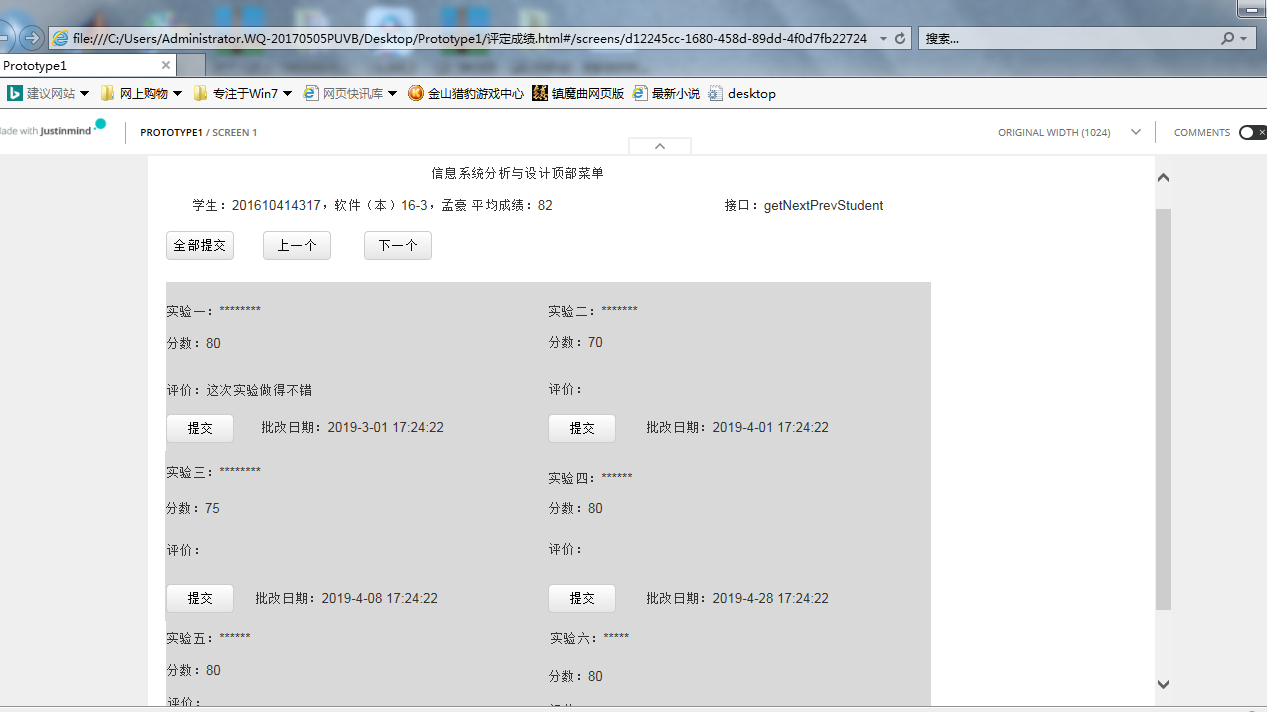 file:///C:/Users/Administrator.WQ-20170505PUVB/Desktop/Prototype1/评定成绩.html#/screens/d12245cc-1680-458d-89dd-4f0d7fb22724
搜索...
Prototype1
建议网站 网上购物 专注于Win7 网页快讯库 金山猎豹游戏中心 镇魔曲网页版 最新小说 desktop
ade with Justinmind
PROTOTYPE1 / SCREEN 1
ORIGINAL WIDTH (1024)
COMMENTS
信息系统分析与设计顶部菜单
学生：201610414317，软件（本）16-3，孟豪 平均成绩：82
接口：getNextPrevStudent
全部提交 上一个 下一个
实验一：******** 实验二：*******
分数：80 分数：70
评价：这次实验做得不错 评价：
提交 批改日期：2019-3-01 17:24:22 提交 批改日期：2019-4-01 17:24:22
实验三：******** 实验四：******
分数：75 分数：80
评价： 评价：
提交 批改日期：2019-4-08 17:24:22 提交 批改日期：2019-4-28 17:24:22
实验五：****** 实验六：*****
分数：80 分数：80
评价：